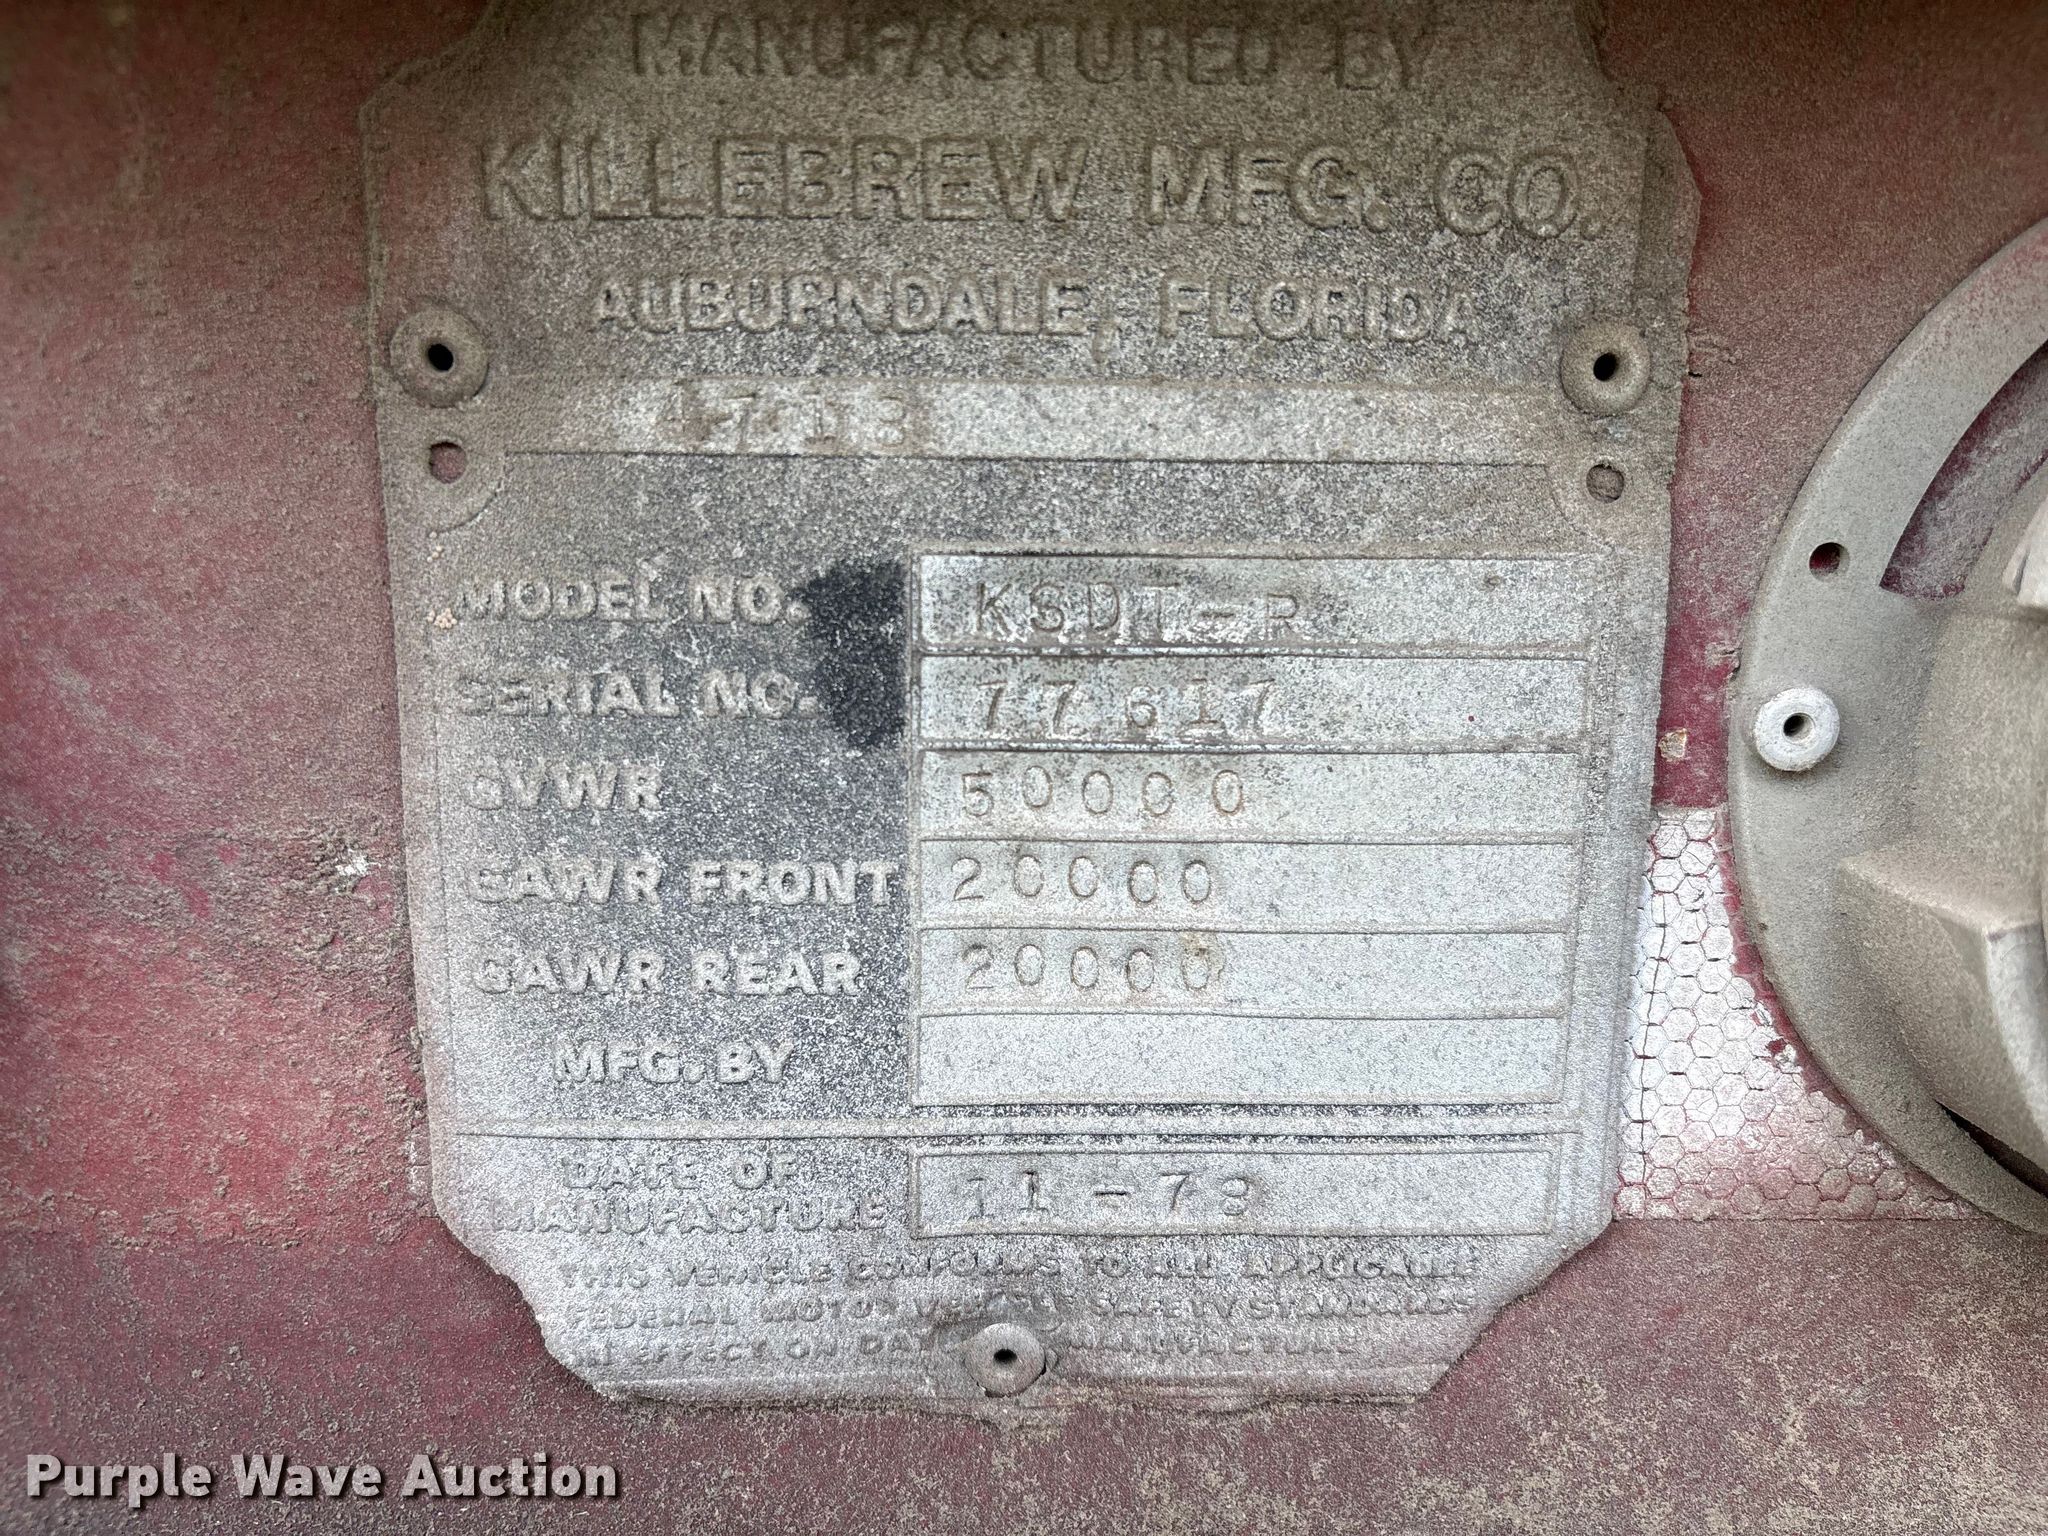 MANUFACTURED BY
KILLEBREW MFG. CO.
AUBURNDALE, FLORIDA
MODEL NO. KSDT-R
SERIAL NO. 77617
GVWR 50000
GAWR FRONT 20000
GAWR REAR 20000
MFG. BY
DATE OF
MANUFACTURE 11-78
THIS VEHICLE CONFORMS TO ALL APPLICABLE
FEDERAL MOTOR VEHICLE SAFETY STANDARDS
IN EFFECT ON DATE MANUFACTURE
Purple Wave Auction